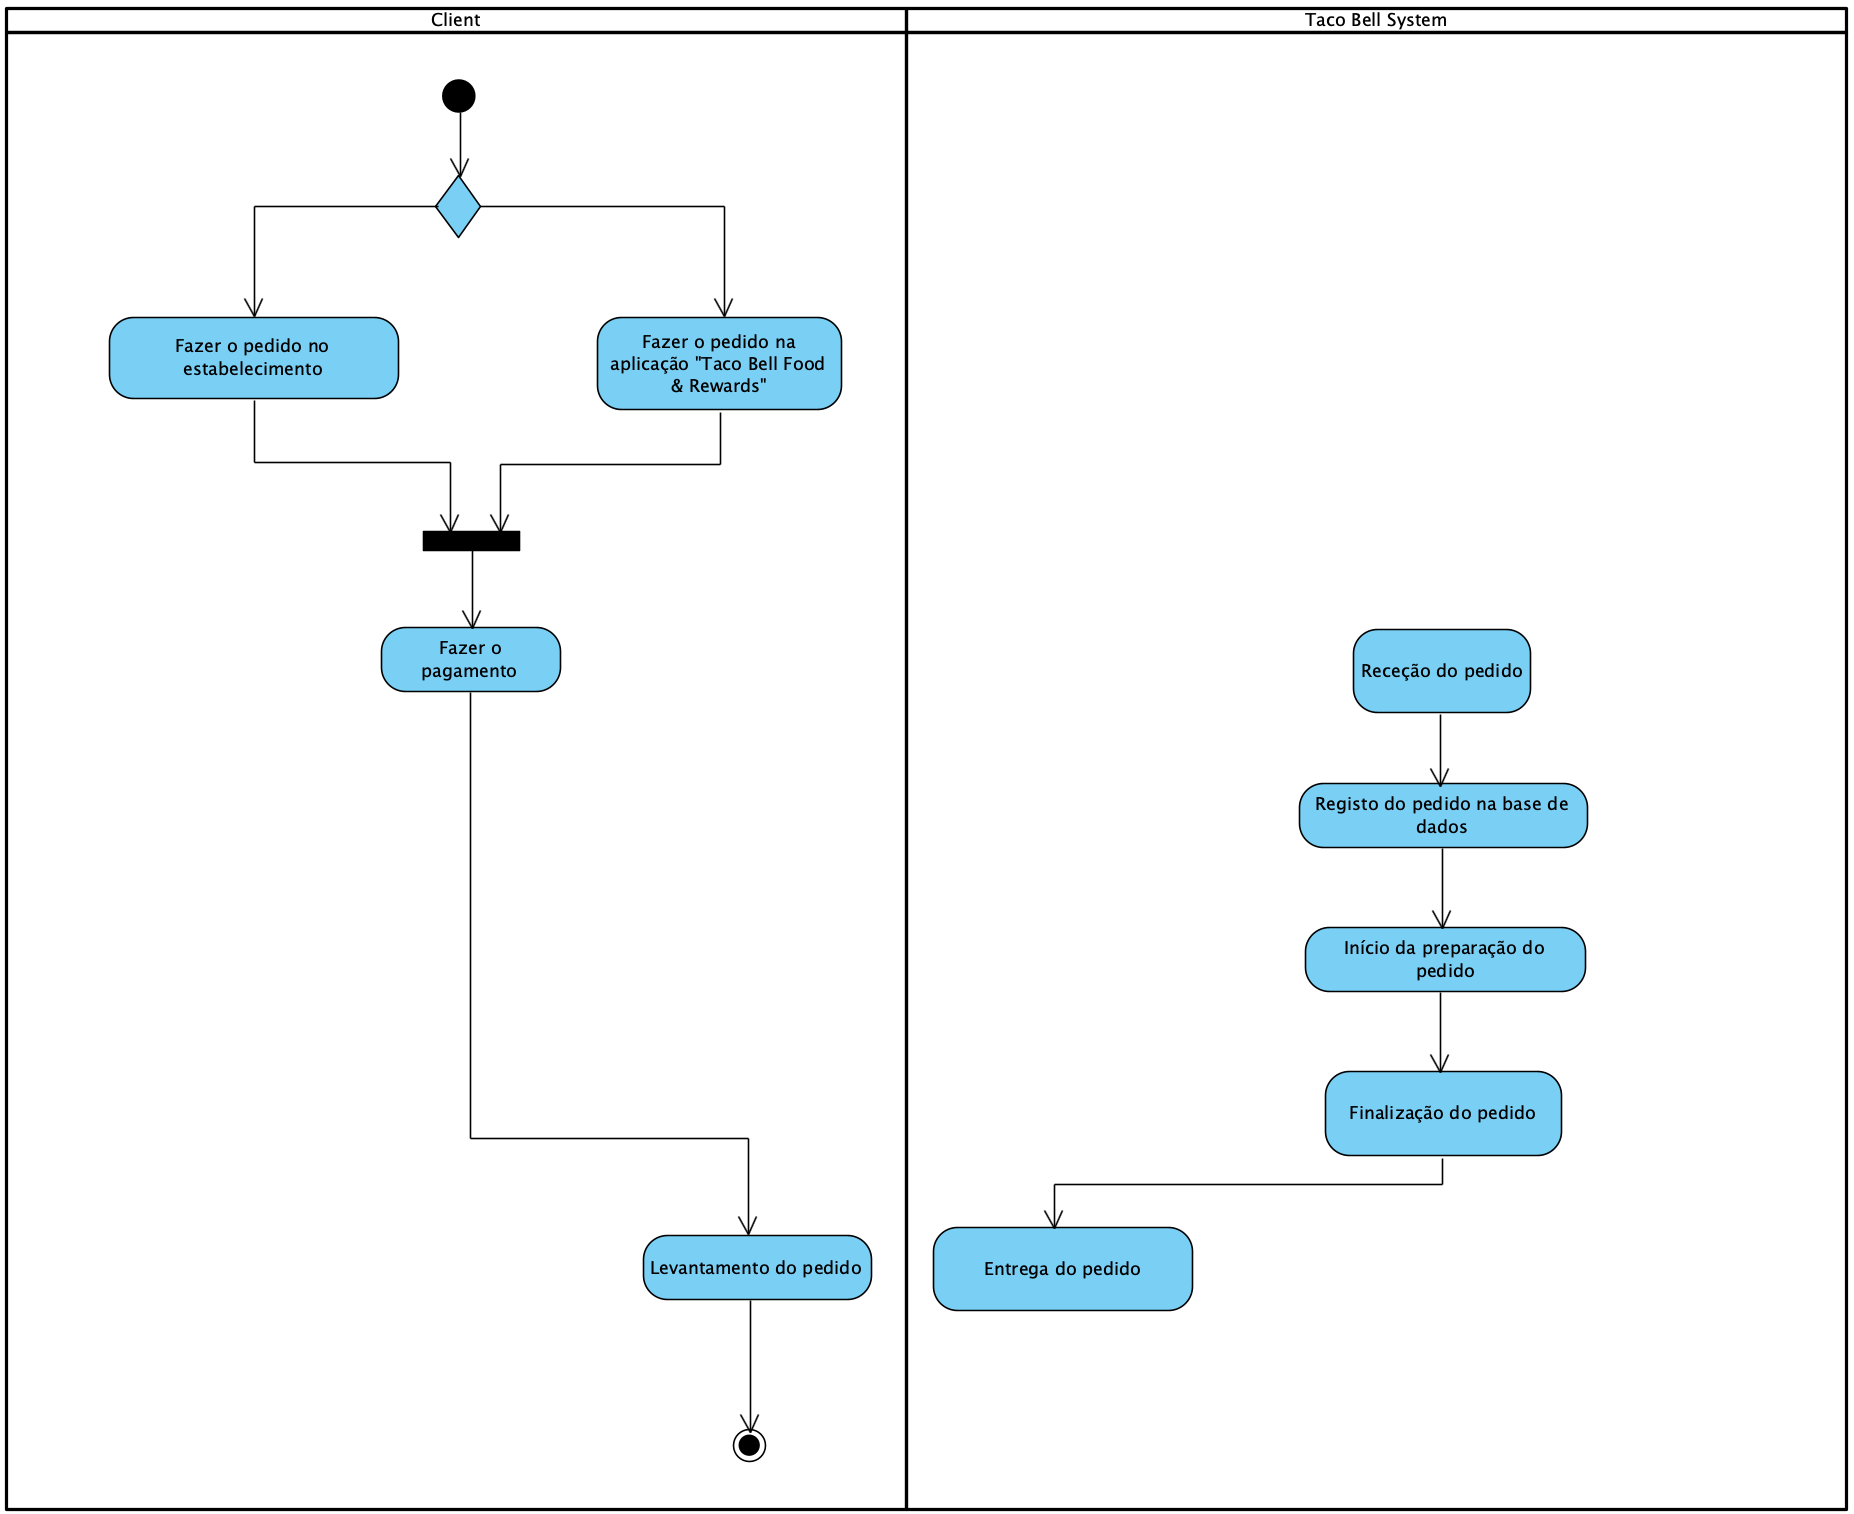 Client
Taco Bell System
Fazer o pedido no
estabelecimento
Fazer o pedido na
aplicação "Taco Bell Food
& Rewards"
Fazer o
pagamento
Receção do pedido
Registo do pedido na base de
dados
Início da preparação do
pedido
Finalização do pedido
Levantamento do pedido
Entrega do pedido